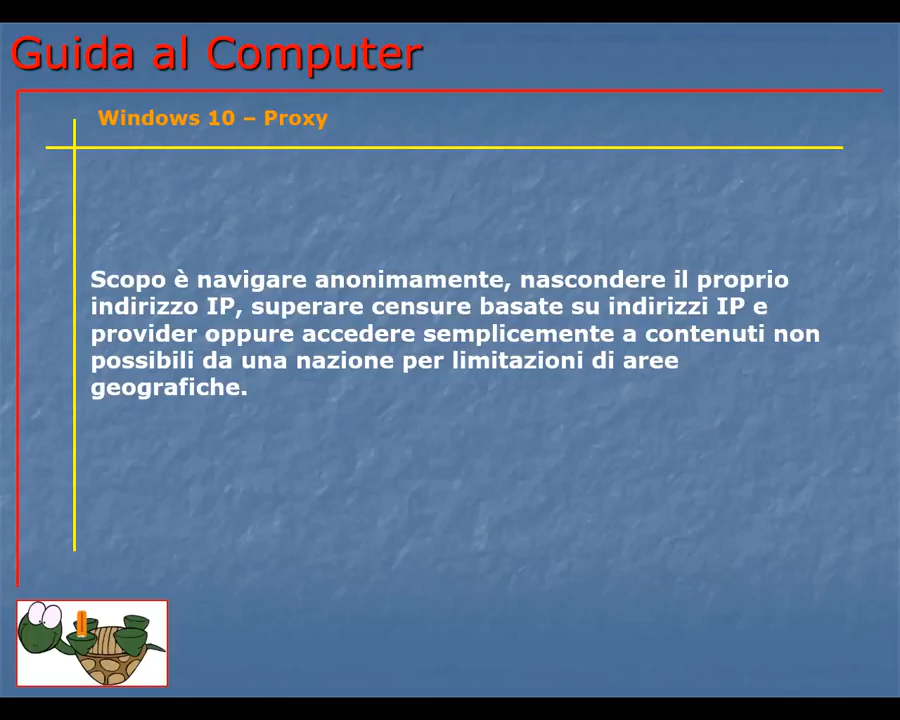 Guida al Computer
Windows 10 – Proxy
Scopo è navigare anonimamente, nascondere il proprio
indirizzo IP, superare censure basate su indirizzi IP e
provider oppure accedere semplicemente a contenuti non
possibili da una nazione per limitazioni di aree
geografiche.